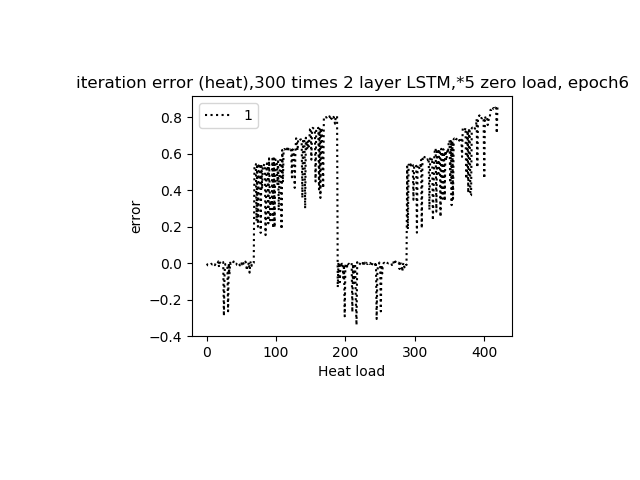 iteration error (heat),300 times 2 layer LSTM,*5 zero load, epoch6
1
0.8
0.6
0.4
0.2
0.0
−0.2
−0.4
error
0 100 200 300 400
Heat load